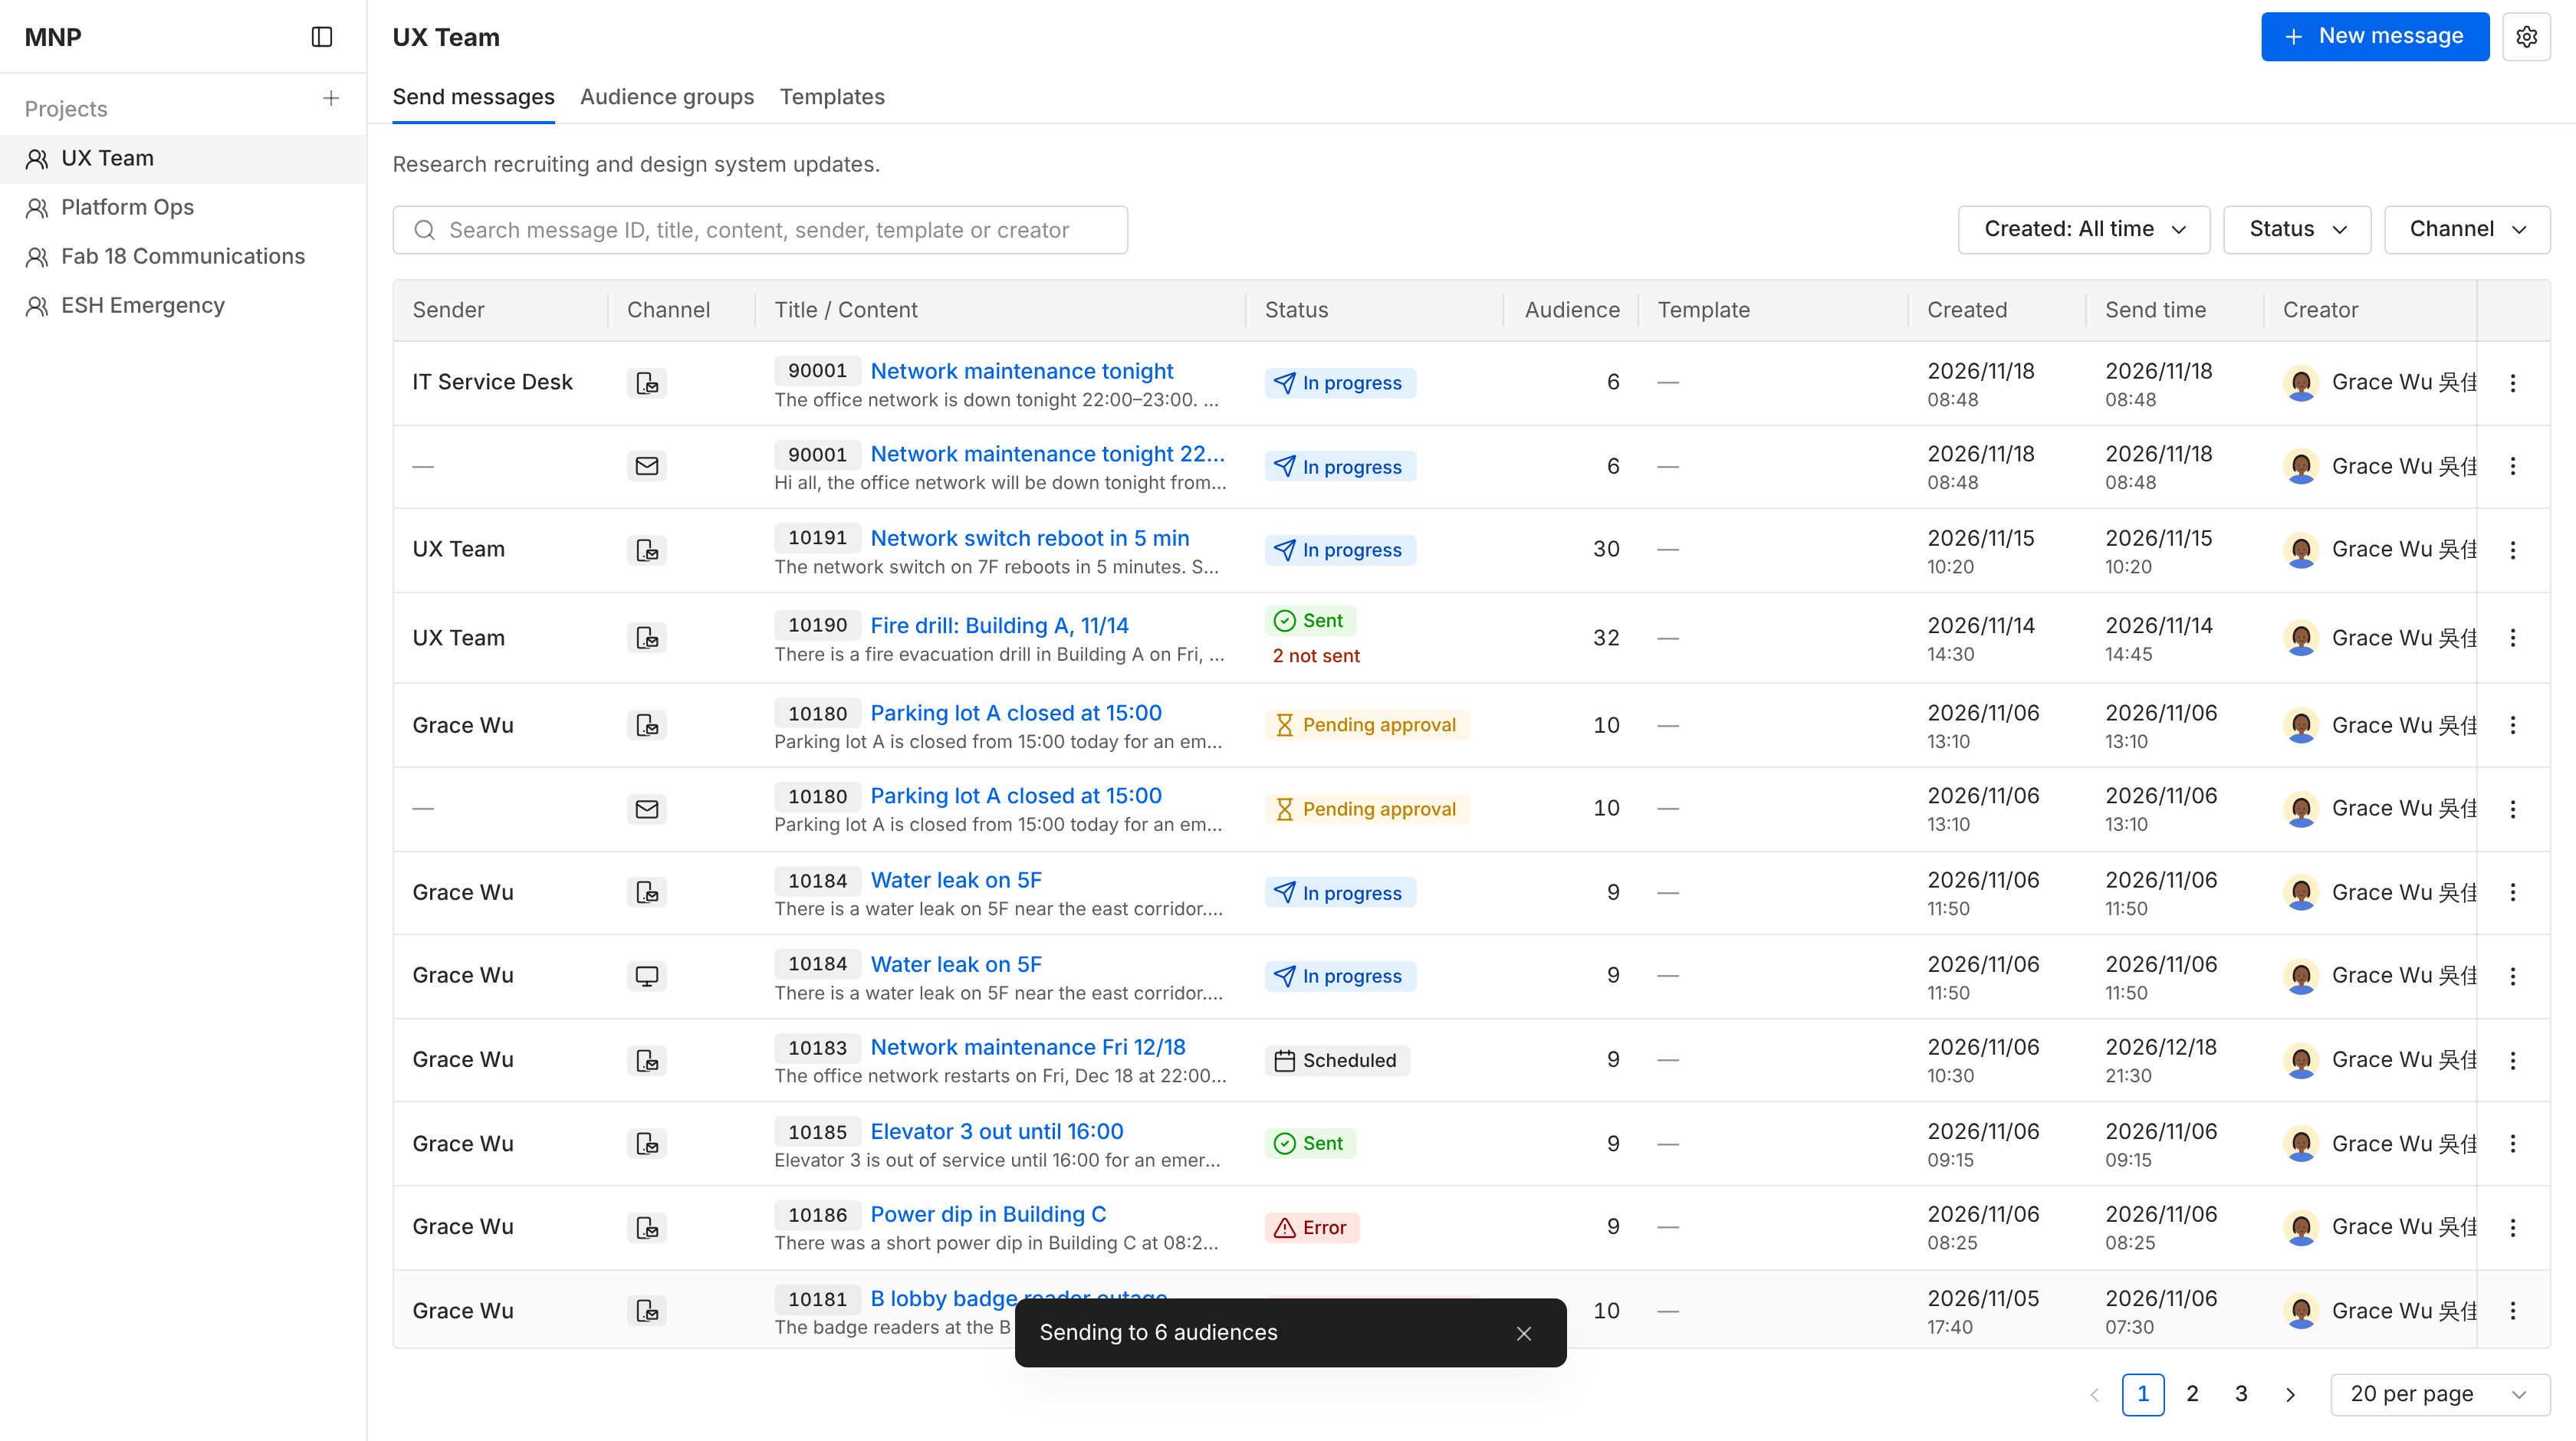 MNP
Projects
UX Team
Platform Ops
Fab 18 Communications
ESH Emergency
UX Team
New message
Send messages Audience groups Templates
Research recruiting and design system updates.
Search message ID, title, content, sender, template or creator
Created: All time Status Channel
Sender Channel Title / Content Status Audience Template Created Send time Creator
IT Service Desk 90001 Network maintenance tonight In progress 6 — 2026/11/18 2026/11/18 Grace Wu 吳佳
The office network is down tonight 22:00–23:00. ... 08:48 08:48
— 90001 Network maintenance tonight 22... In progress 6 — 2026/11/18 2026/11/18 Grace Wu 吳佳
Hi all, the office network will be down tonight from... 08:48 08:48
UX Team 10191 Network switch reboot in 5 min In progress 30 — 2026/11/15 2026/11/15 Grace Wu 吳佳
The network switch on 7F reboots in 5 minutes. S... 10:20 10:20
UX Team 10190 Fire drill: Building A, 11/14 Sent 32 — 2026/11/14 2026/11/14 Grace Wu 吳佳
There is a fire evacuation drill in Building A on Fri, ... 2 not sent 14:30 14:45
Grace Wu 10180 Parking lot A closed at 15:00 Pending approval 10 — 2026/11/06 2026/11/06 Grace Wu 吳佳
Parking lot A is closed from 15:00 today for an em... 13:10 13:10
— 10180 Parking lot A closed at 15:00 Pending approval 10 — 2026/11/06 2026/11/06 Grace Wu 吳佳
Parking lot A is closed from 15:00 today for an em... 13:10 13:10
Grace Wu 10184 Water leak on 5F In progress 9 — 2026/11/06 2026/11/06 Grace Wu 吳佳
There is a water leak on 5F near the east corridor.... 11:50 11:50
Grace Wu 10184 Water leak on 5F In progress 9 — 2026/11/06 2026/11/06 Grace Wu 吳佳
There is a water leak on 5F near the east corridor.... 11:50 11:50
Grace Wu 10183 Network maintenance Fri 12/18 Scheduled 9 — 2026/11/06 2026/12/18 Grace Wu 吳佳
The office network restarts on Fri, Dec 18 at 22:00... 10:30 21:30
Grace Wu 10185 Elevator 3 out until 16:00 Sent 9 — 2026/11/06 2026/11/06 Grace Wu 吳佳
Elevator 3 is out of service until 16:00 for an emer... 09:15 09:15
Grace Wu 10186 Power dip in Building C Error 9 — 2026/11/06 2026/11/06 Grace Wu 吳佳
There was a short power dip in Building C at 08:2... 08:25 08:25
Grace Wu 10181 B lobby badge reader outage 10 — 2026/11/05 2026/11/06 Grace Wu 吳佳
The badge readers at the B 17:40 07:30
Sending to 6 audiences
1 2 3 20 per page